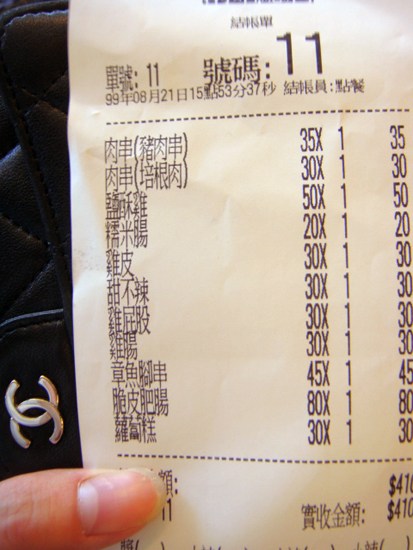 結帳單
單號: 11 號碼: 11
99年08月21日15點53分37秒 結帳員:點餐
肉串(豬肉串) 35X 1 35
肉串(培根肉) 30X 1 30
鹽酥雞 50X 1 50
糯米腸 20X 1 20
雞皮 30X 1 30
甜不辣 30X 1 30
雞屁股 30X 1 30
雞腸 30X 1 30
章魚腳串 45X 1 45
脆皮肥腸 80X 1 80
蘿蔔糕 30X 1 30
額: $410
11 實收金額: $410